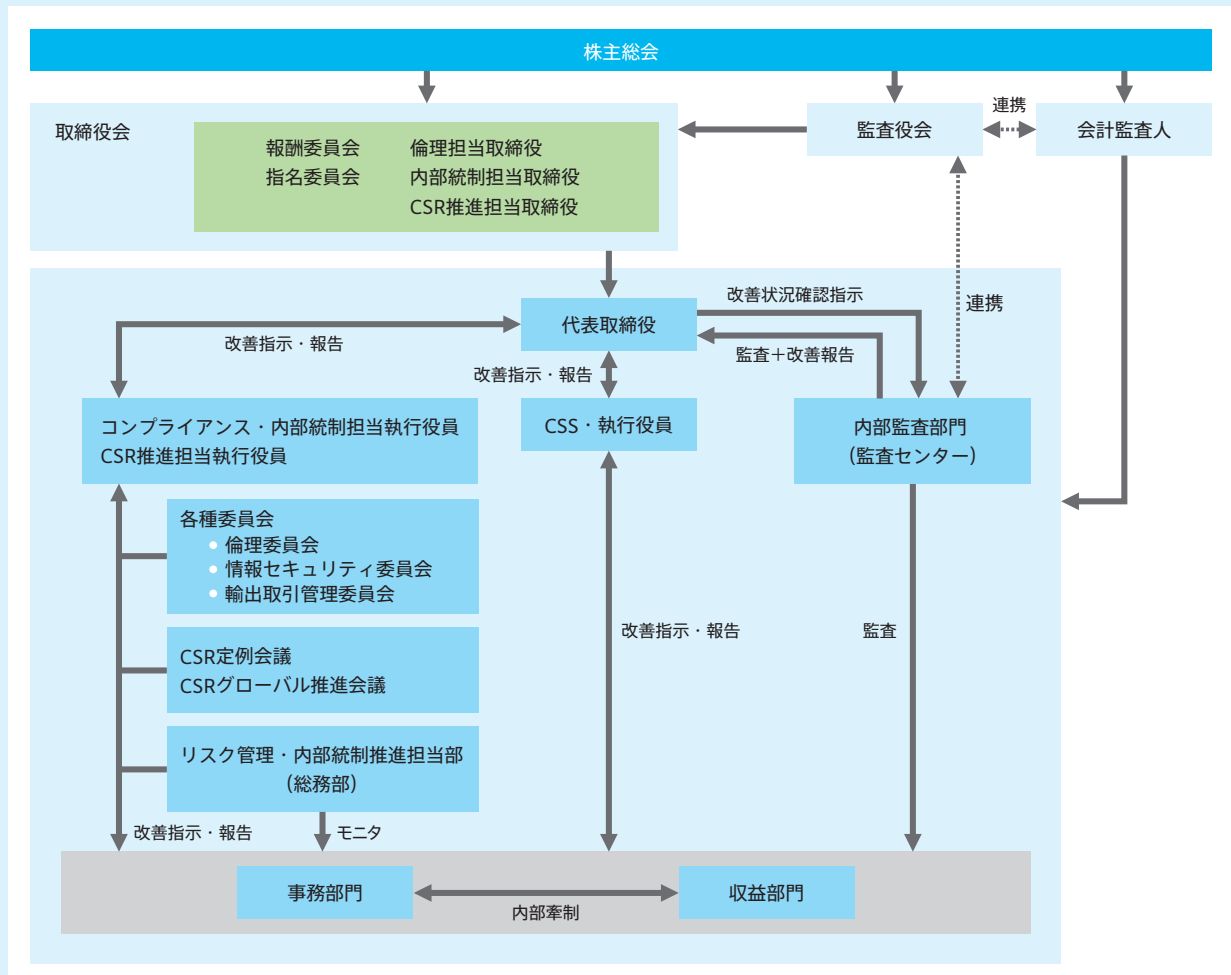 株主総会
取締役会
報酬委員会 倫理担当取締役
指名委員会 内部統制担当取締役
CSR推進担当取締役
監査役会
連携
会計監査人
連携
代表取締役
改善状況確認指示
監査+改善報告
改善指示・報告
改善指示・報告
コンプライアンス・内部統制担当執行役員
CSR推進担当執行役員
CSS・執行役員
内部監査部門
(監査センター)
各種委員会
• 倫理委員会
• 情報セキュリティ委員会
• 輸出取引管理委員会
CSR定例会議
CSRグローバル推進会議
改善指示・報告
監査
リスク管理・内部統制推進担当部
(総務部)
改善指示・報告
モニタ
事務部門
内部牽制
収益部門